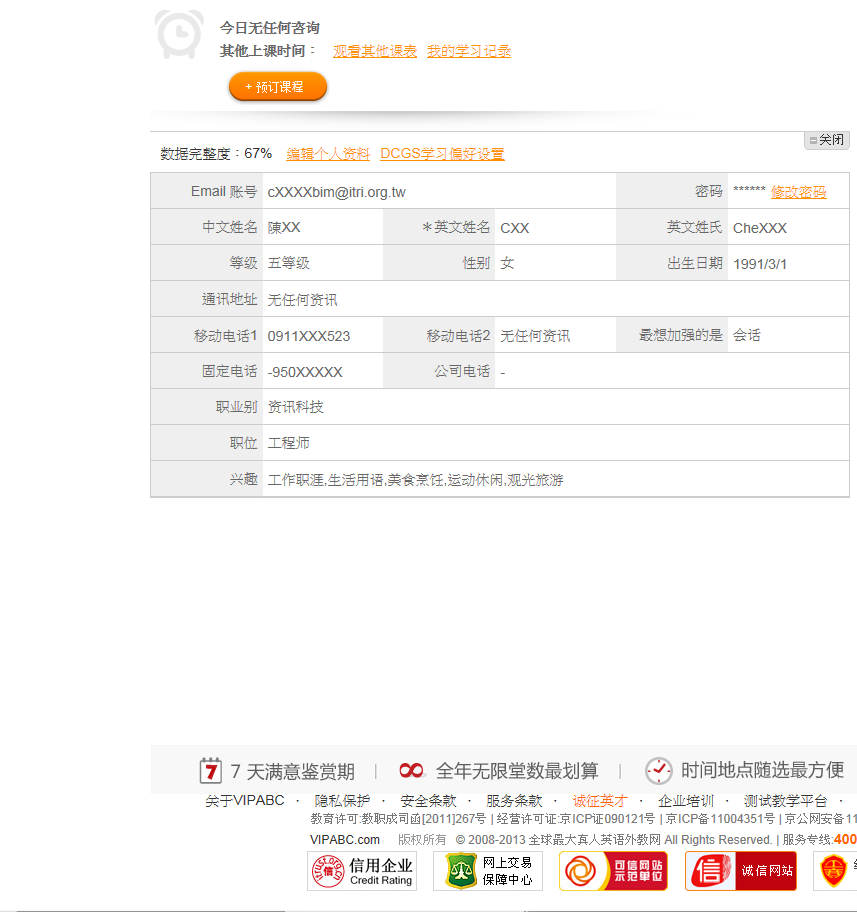 今日无任何咨询
其他上课时间： 观看其他课表 我的学习记录
+ 预订课程
关闭
数据完整度：67% 编辑个人资料 DCGS学习偏好设置
Email 账号 cXXXXbim@itri.org.tw 密码 ****** 修改密码
中文姓名 陳XX ＊英文姓名 CXX 英文姓氏 CheXXX
等级 五等级 性别 女 出生日期 1991/3/1
通讯地址 无任何资讯
移动电话1 0911XXX523 移动电话2 无任何资讯 最想加强的是 会话
固定电话 -950XXXXX 公司电话 -
职业别 资讯科技
职位 工程师
兴趣 工作职涯,生活用语,美食烹饪,运动休闲,观光旅游
7 7 天满意鉴赏期 | 全年无限堂数最划算 | 时间地点随选最方便
关于VIPABC · 隐私保护 · 安全条款 · 服务条款 · 诚征英才 · 企业培训 · 测试教学平台 ·
教育许可:教职成司函[2011]267号 | 经营许可证:京ICP证090121号 | 京ICP备11004351号 | 京公网安备11
VIPABC.com 版权所有 © 2008-2013 全球最大真人英语外教网 All Rights Reserved. | 服务专线:400
信 信用企业 Credit Rating 网上交易 保障中心 可信网站 示范单位 信 诚信网站